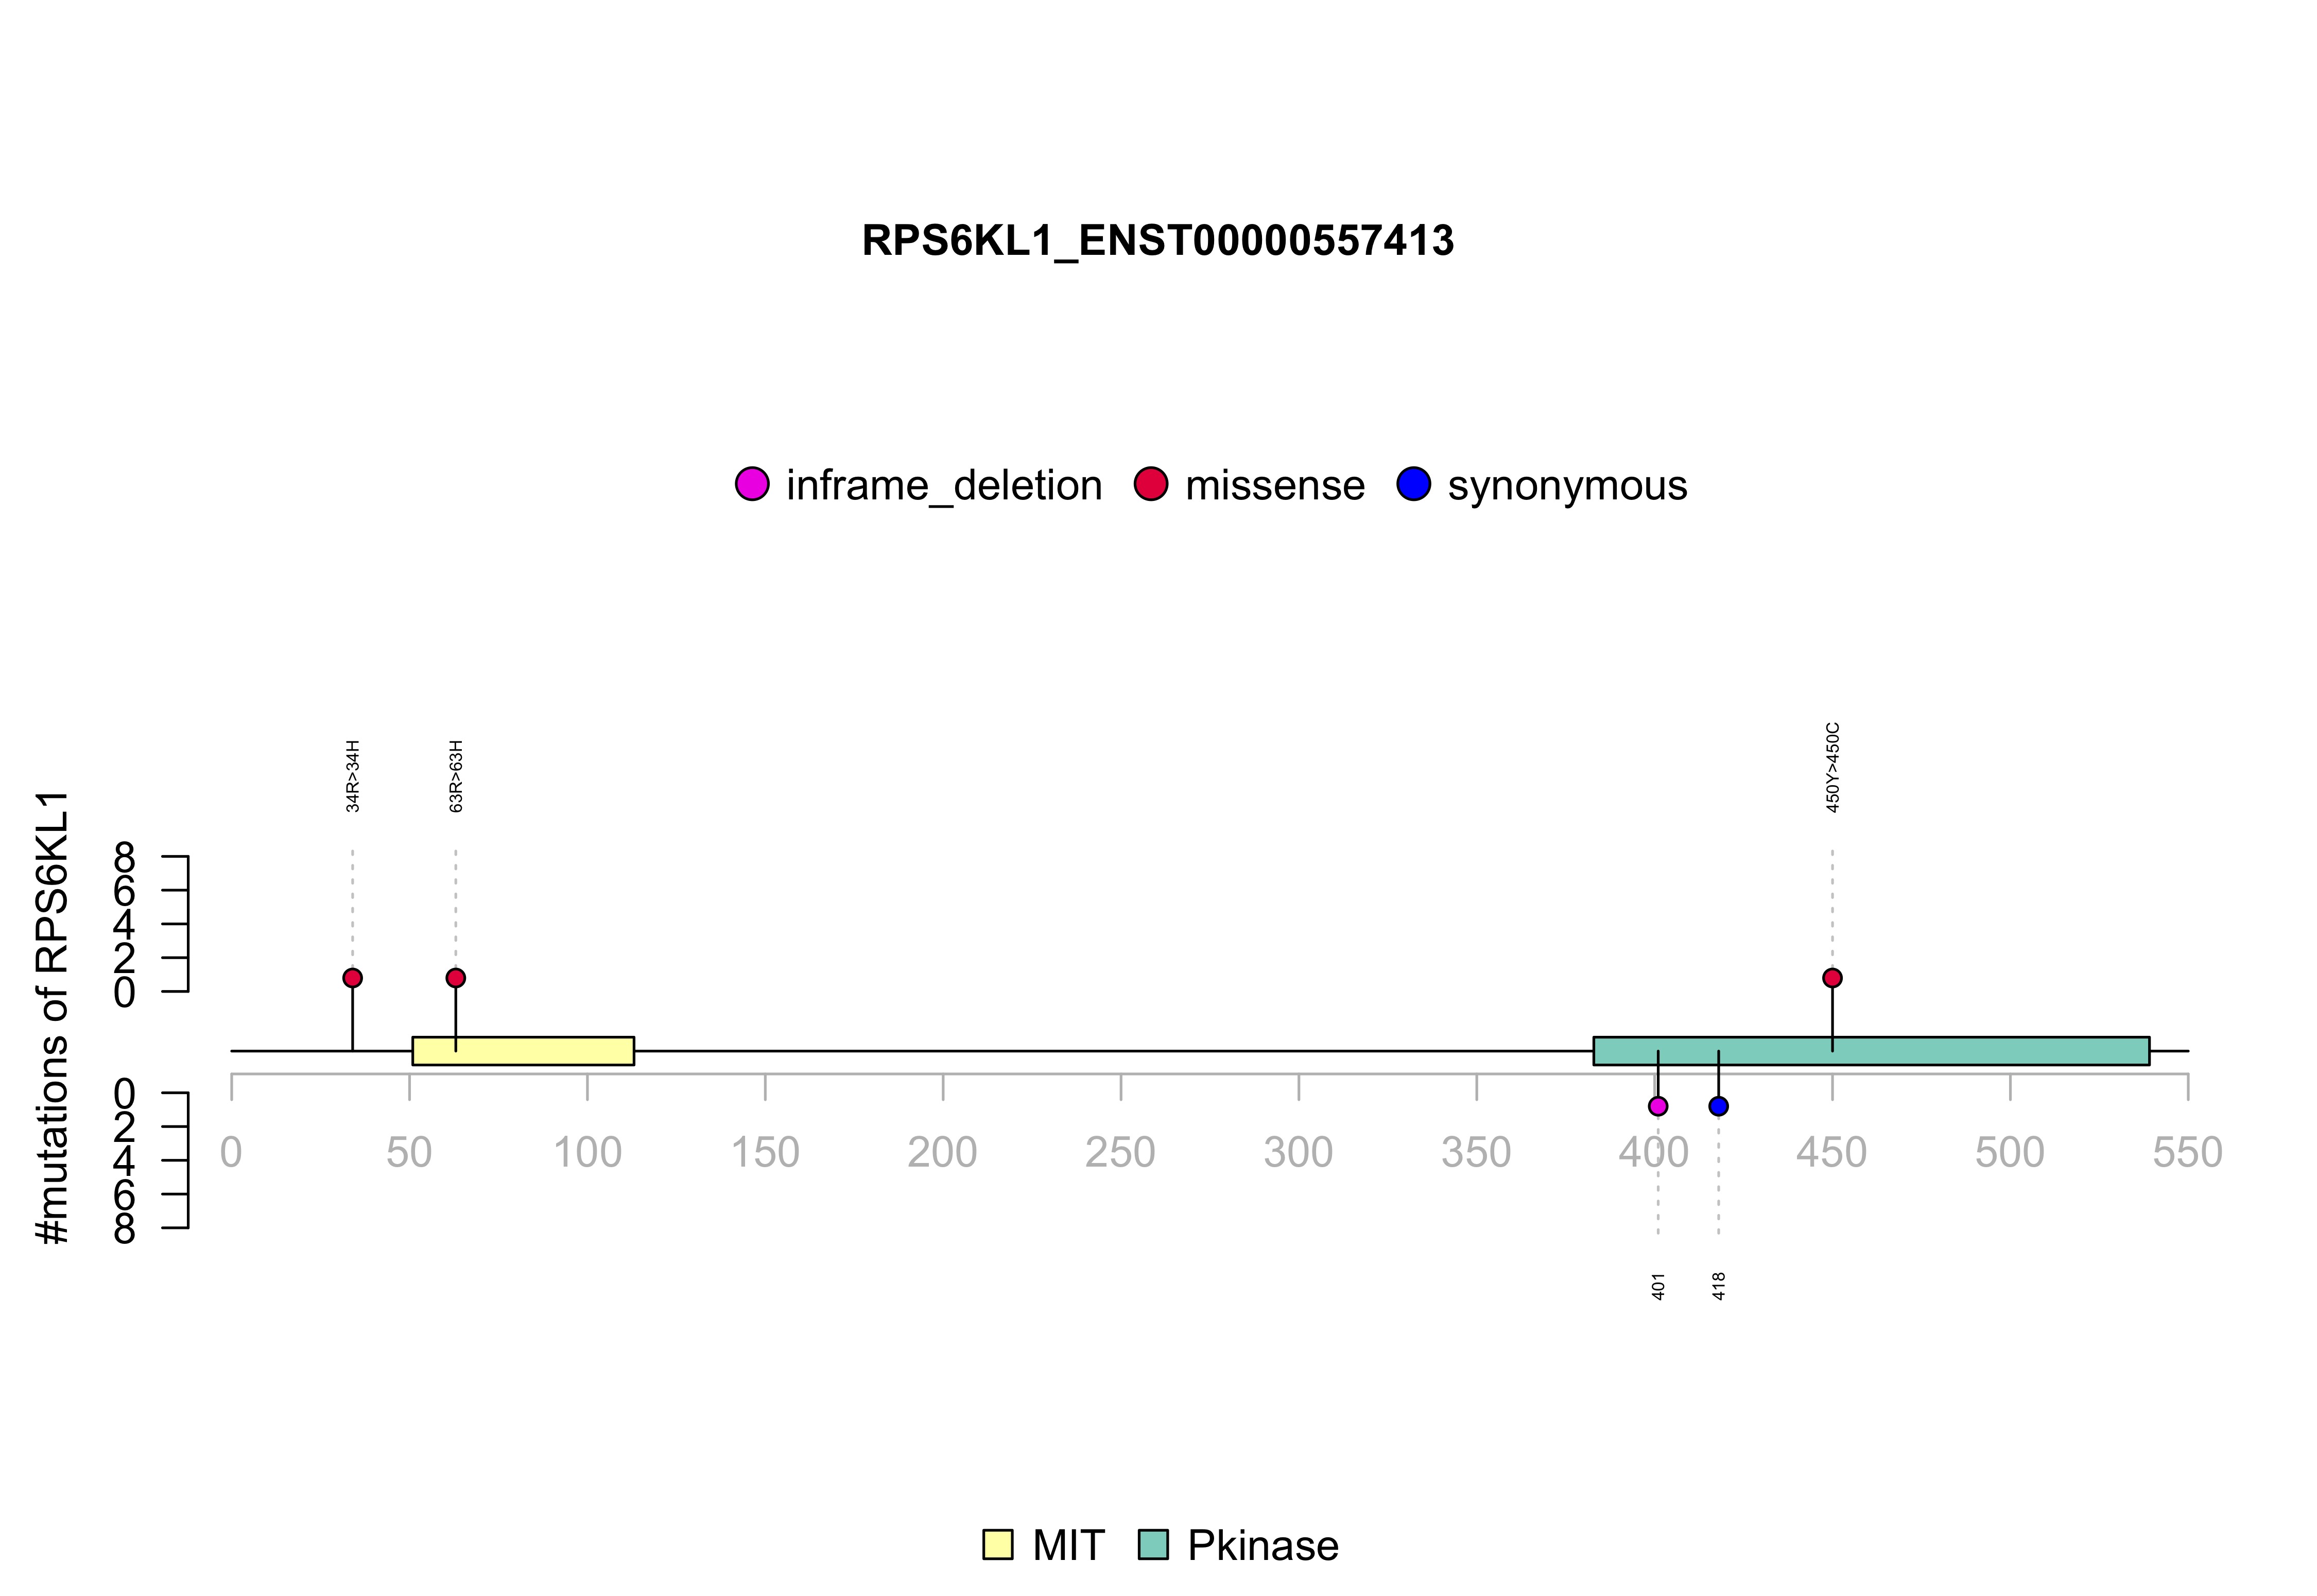 RPS6KL1_ENST00000557413
inframe_deletion missense synonymous
34R>34H
63R>63H
450Y>450C
#mutations of RPS6KL1
8
6
4
2
0
0
2
4
6
8
0 50 100 150 200 250 300 350 400 450 500 550
401
418
MIT Pkinase